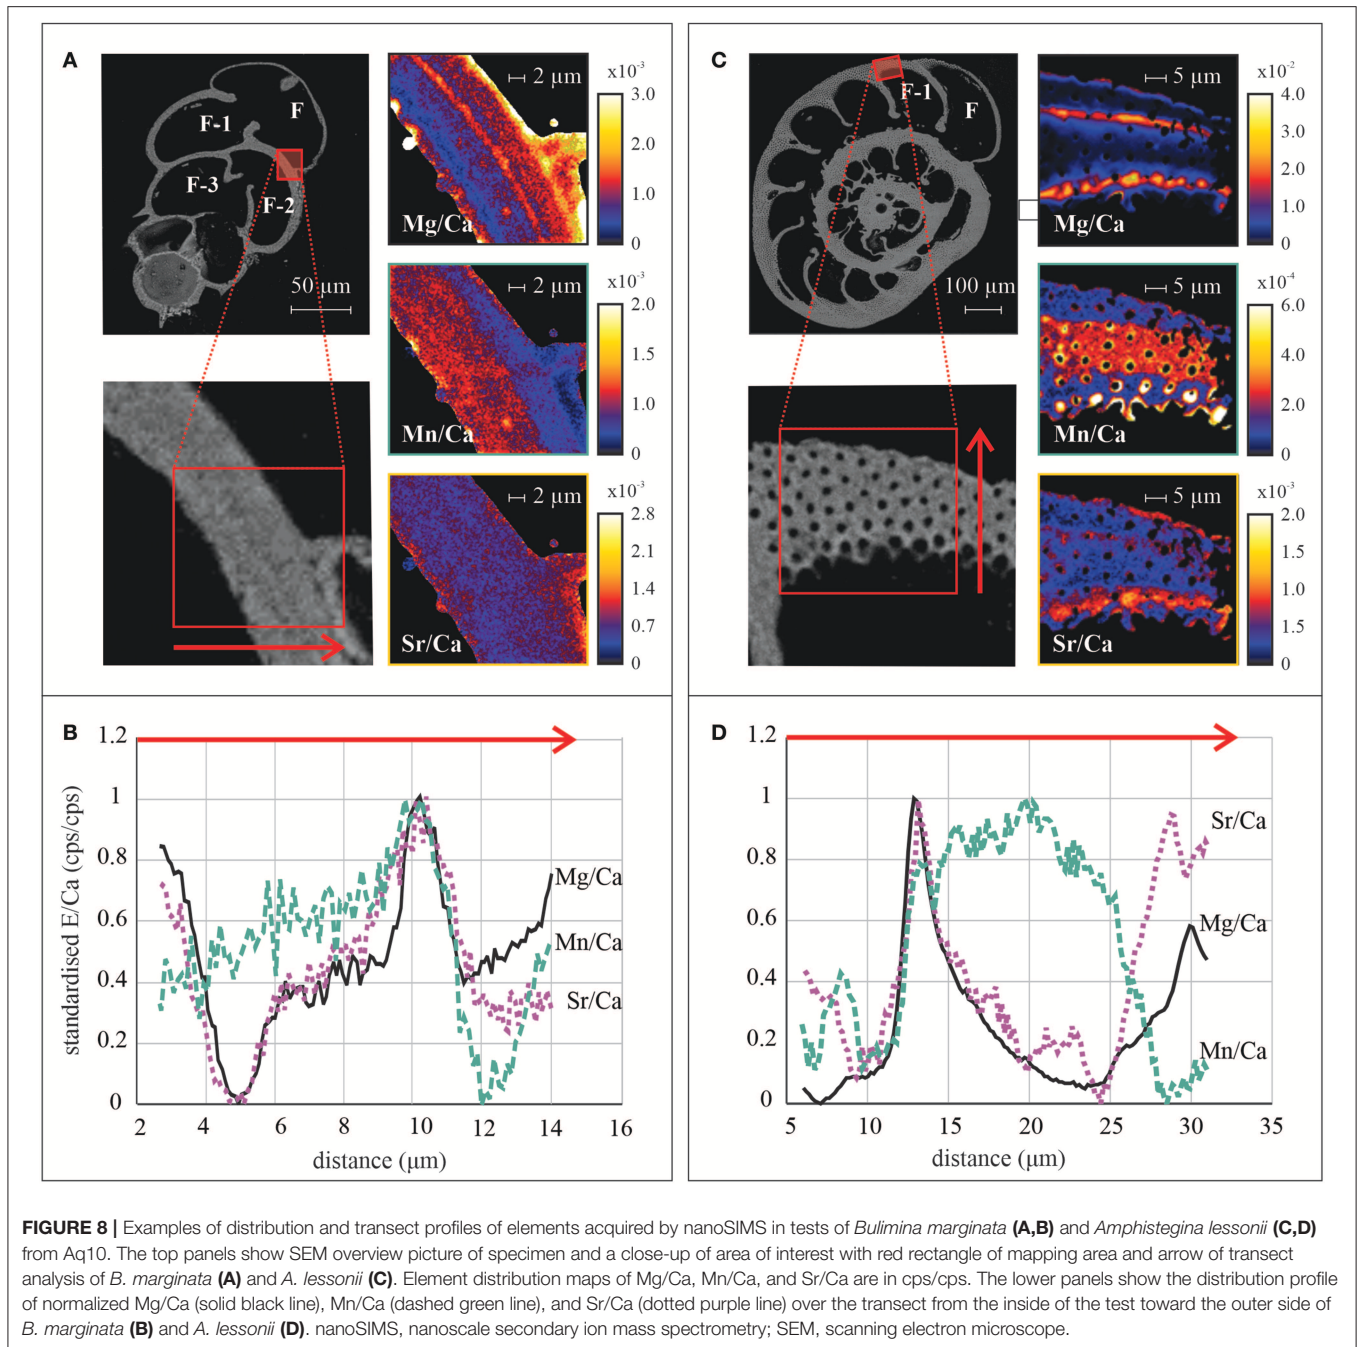 A
F-1
F
F-3
F-2
50 µm
2 µm
Mg/Ca
x10⁻³
3.0
2.0
1.0
0
2 µm
Mn/Ca
x10⁻³
2.0
1.5
1.0
0
2 µm
Sr/Ca
x10⁻³
2.8
2.1
1.4
0.7
0
C
F-1
F
100 µm
5 µm
Mg/Ca
x10⁻²
4.0
3.0
2.0
1.0
0
5 µm
Mn/Ca
x10⁻⁴
6.0
4.0
2.0
0
5 µm
Sr/Ca
x10⁻³
2.0
1.5
1.0
1.5
0
B
standardised E/Ca (cps/cps)
1.2
1
0.8
0.6
0.4
0.2
0
Mg/Ca
Mn/Ca
Sr/Ca
2 4 6 8 10 12 14 16
distance (µm)
D
1.2
1
0.8
0.6
0.4
0.2
0
Sr/Ca
Mg/Ca
Mn/Ca
5 10 15 20 25 30 35
distance (µm)
FIGURE 8 | Examples of distribution and transect profiles of elements acquired by nanoSIMS in tests of Bulimina marginata (A,B) and Amphistegina lessonii (C,D)
from Aq10. The top panels show SEM overview picture of specimen and a close-up of area of interest with red rectangle of mapping area and arrow of transect
analysis of B. marginata (A) and A. lessonii (C). Element distribution maps of Mg/Ca, Mn/Ca, and Sr/Ca are in cps/cps. The lower panels show the distribution profile
of normalized Mg/Ca (solid black line), Mn/Ca (dashed green line), and Sr/Ca (dotted purple line) over the transect from the inside of the test toward the outer side of
B. marginata (B) and A. lessonii (D). nanoSIMS, nanoscale secondary ion mass spectrometry; SEM, scanning electron microscope.